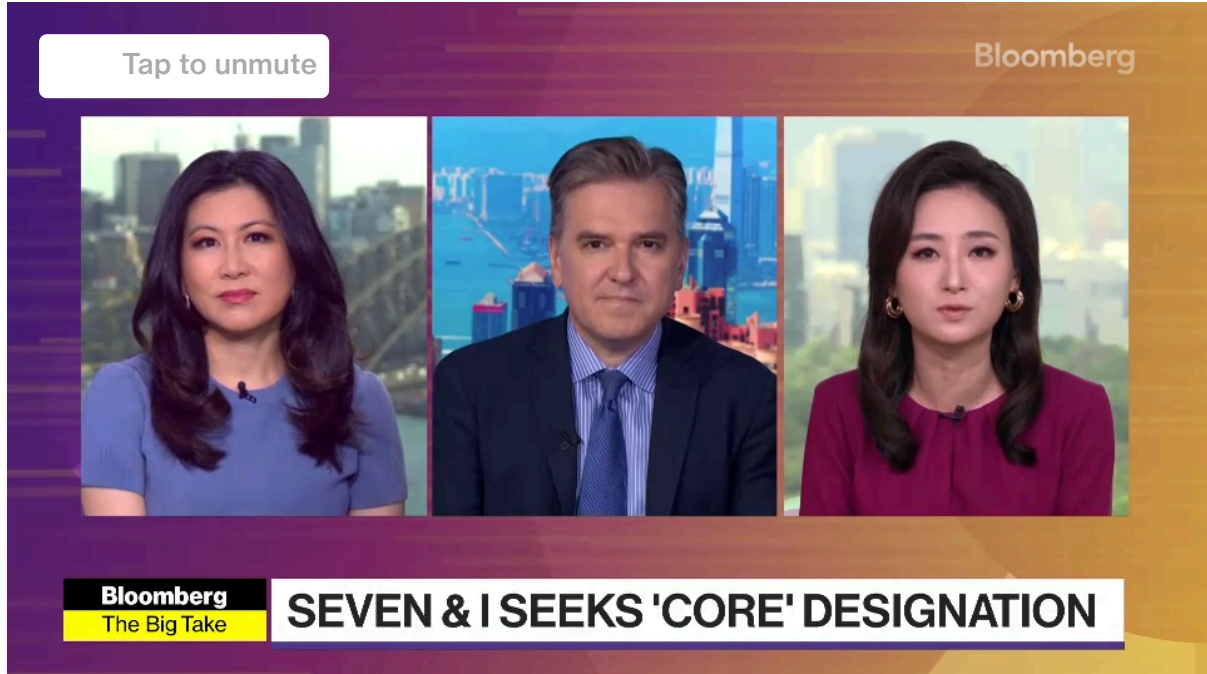 Tap to unmute
Bloomberg
Bloomberg
The Big Take
SEVEN & I SEEKS 'CORE' DESIGNATION